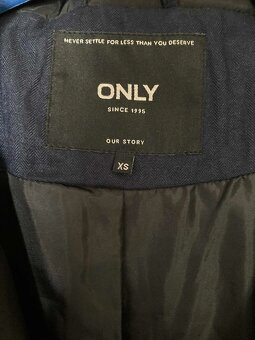 NEVER SETTLE FOR LESS THAN YOU DESERVE
ONLY
SINCE 1995
OUR STORY
XS